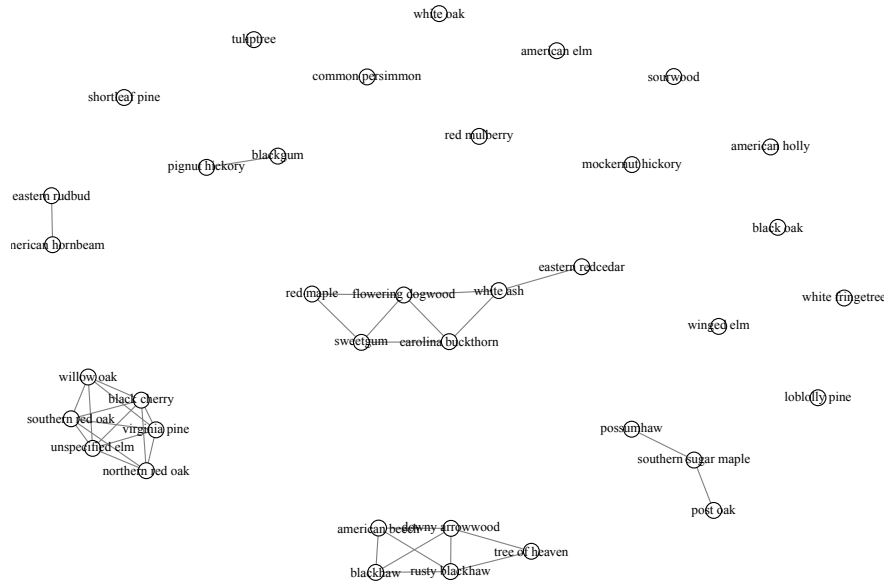 white oak
tuliptree
american elm
common persimmon
sourwood
shortleaf pine
red mulberry
american holly
blackgum
pignut hickory
mockernut hickory
eastern rudbud
black oak
nerican hornbeam
eastern redcedar
red maple
flowering dogwood
white ash
white fringetree
winged elm
sweetgum
carolina buckthorn
willow oak
black cherry
loblolly pine
southern red oak
virginia pine
possumhaw
unspecified elm
southern sugar maple
northern red oak
post oak
american beech
downy arrowwood
tree of heaven
blackhaw
rusty blackhaw